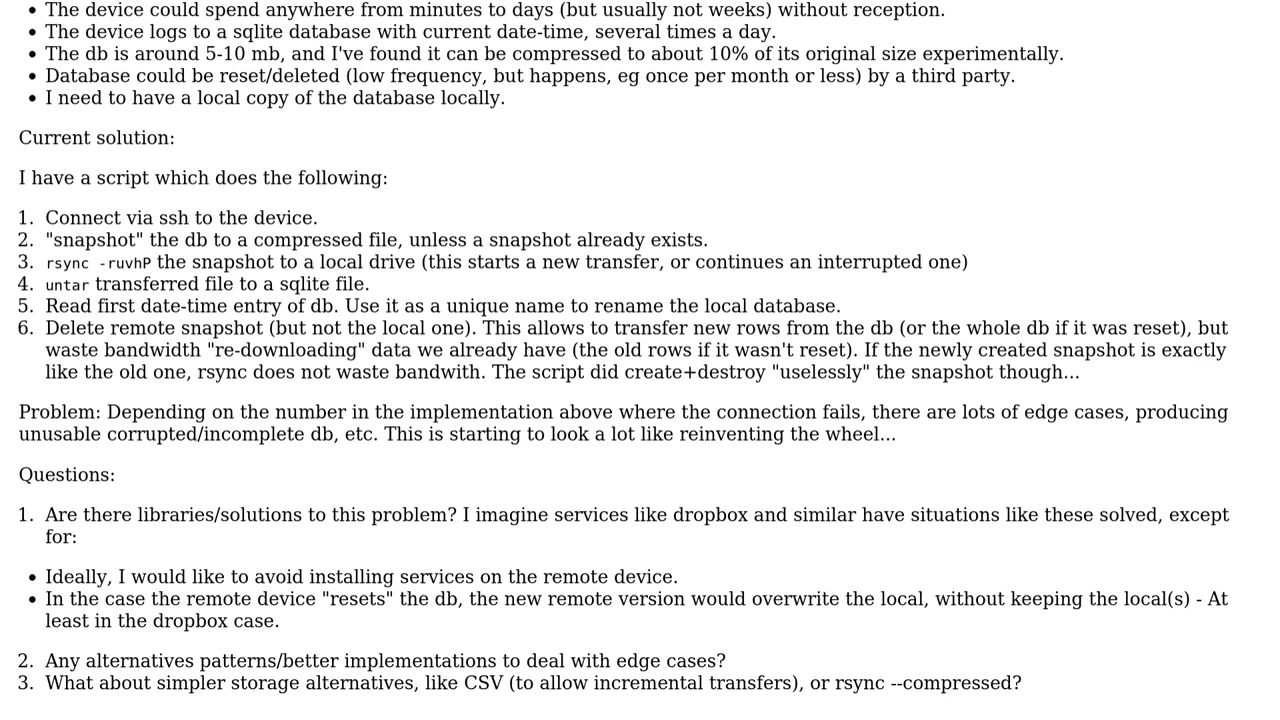 • The device could spend anywhere from minutes to days (but usually not weeks) without reception.
• The device logs to a sqlite database with current date-time, several times a day.
• The db is around 5-10 mb, and I've found it can be compressed to about 10% of its original size experimentally.
• Database could be reset/deleted (low frequency, but happens, eg once per month or less) by a third party.
• I need to have a local copy of the database locally.
Current solution:
I have a script which does the following:
1. Connect via ssh to the device.
2. "snapshot" the db to a compressed file, unless a snapshot already exists.
3. rsync -ruvhP the snapshot to a local drive (this starts a new transfer, or continues an interrupted one)
4. untar transferred file to a sqlite file.
5. Read first date-time entry of db. Use it as a unique name to rename the local database.
6. Delete remote snapshot (but not the local one). This allows to transfer new rows from the db (or the whole db if it was reset), but
waste bandwidth "re-downloading" data we already have (the old rows if it wasn't reset). If the newly created snapshot is exactly
like the old one, rsync does not waste bandwith. The script did create+destroy "uselessly" the snapshot though...
Problem: Depending on the number in the implementation above where the connection fails, there are lots of edge cases, producing
unusable corrupted/incomplete db, etc. This is starting to look a lot like reinventing the wheel...
Questions:
1. Are there libraries/solutions to this problem? I imagine services like dropbox and similar have situations like these solved, except
for:
• Ideally, I would like to avoid installing services on the remote device.
• In the case the remote device "resets" the db, the new remote version would overwrite the local, without keeping the local(s) - At
least in the dropbox case.
2. Any alternatives patterns/better implementations to deal with edge cases?
3. What about simpler storage alternatives, like CSV (to allow incremental transfers), or rsync --compressed?